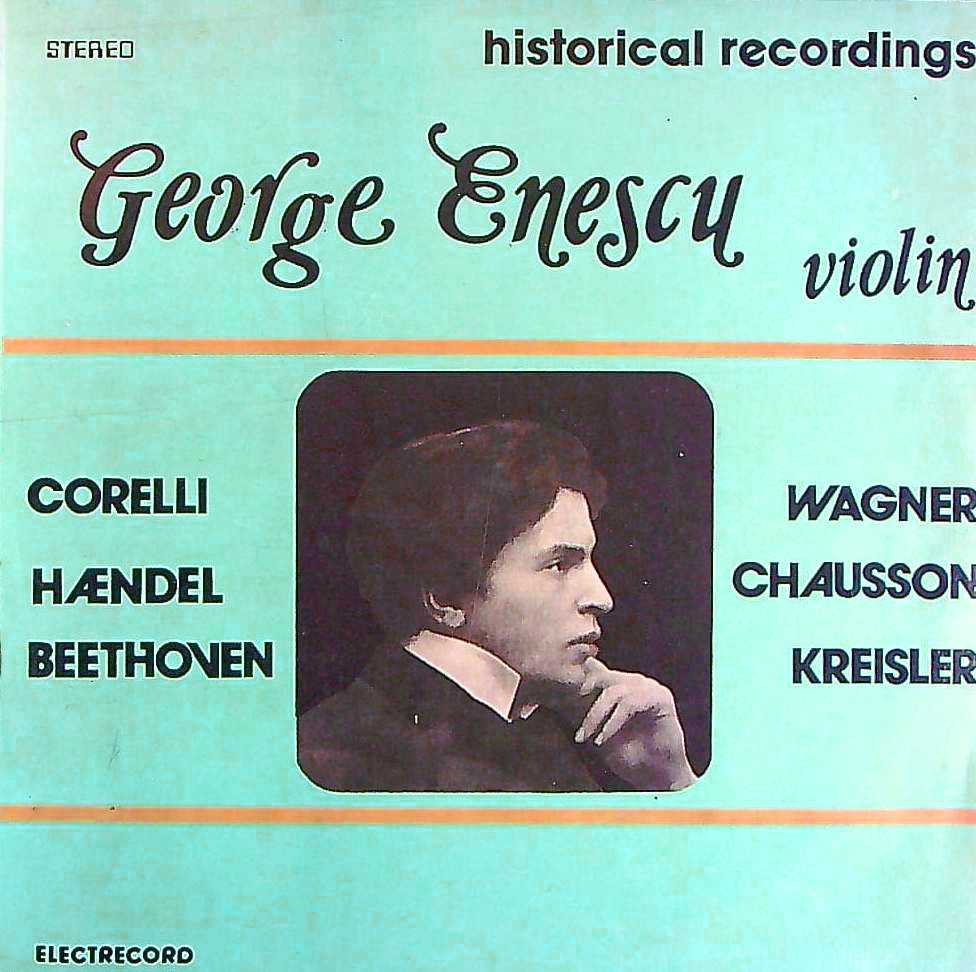 STEREO
historical recordings
George Enescu
violin
CORELLI
HÆNDEL
BEETHOVEN
WAGNER
CHAUSSON
KREISLER
ELECTRECORD